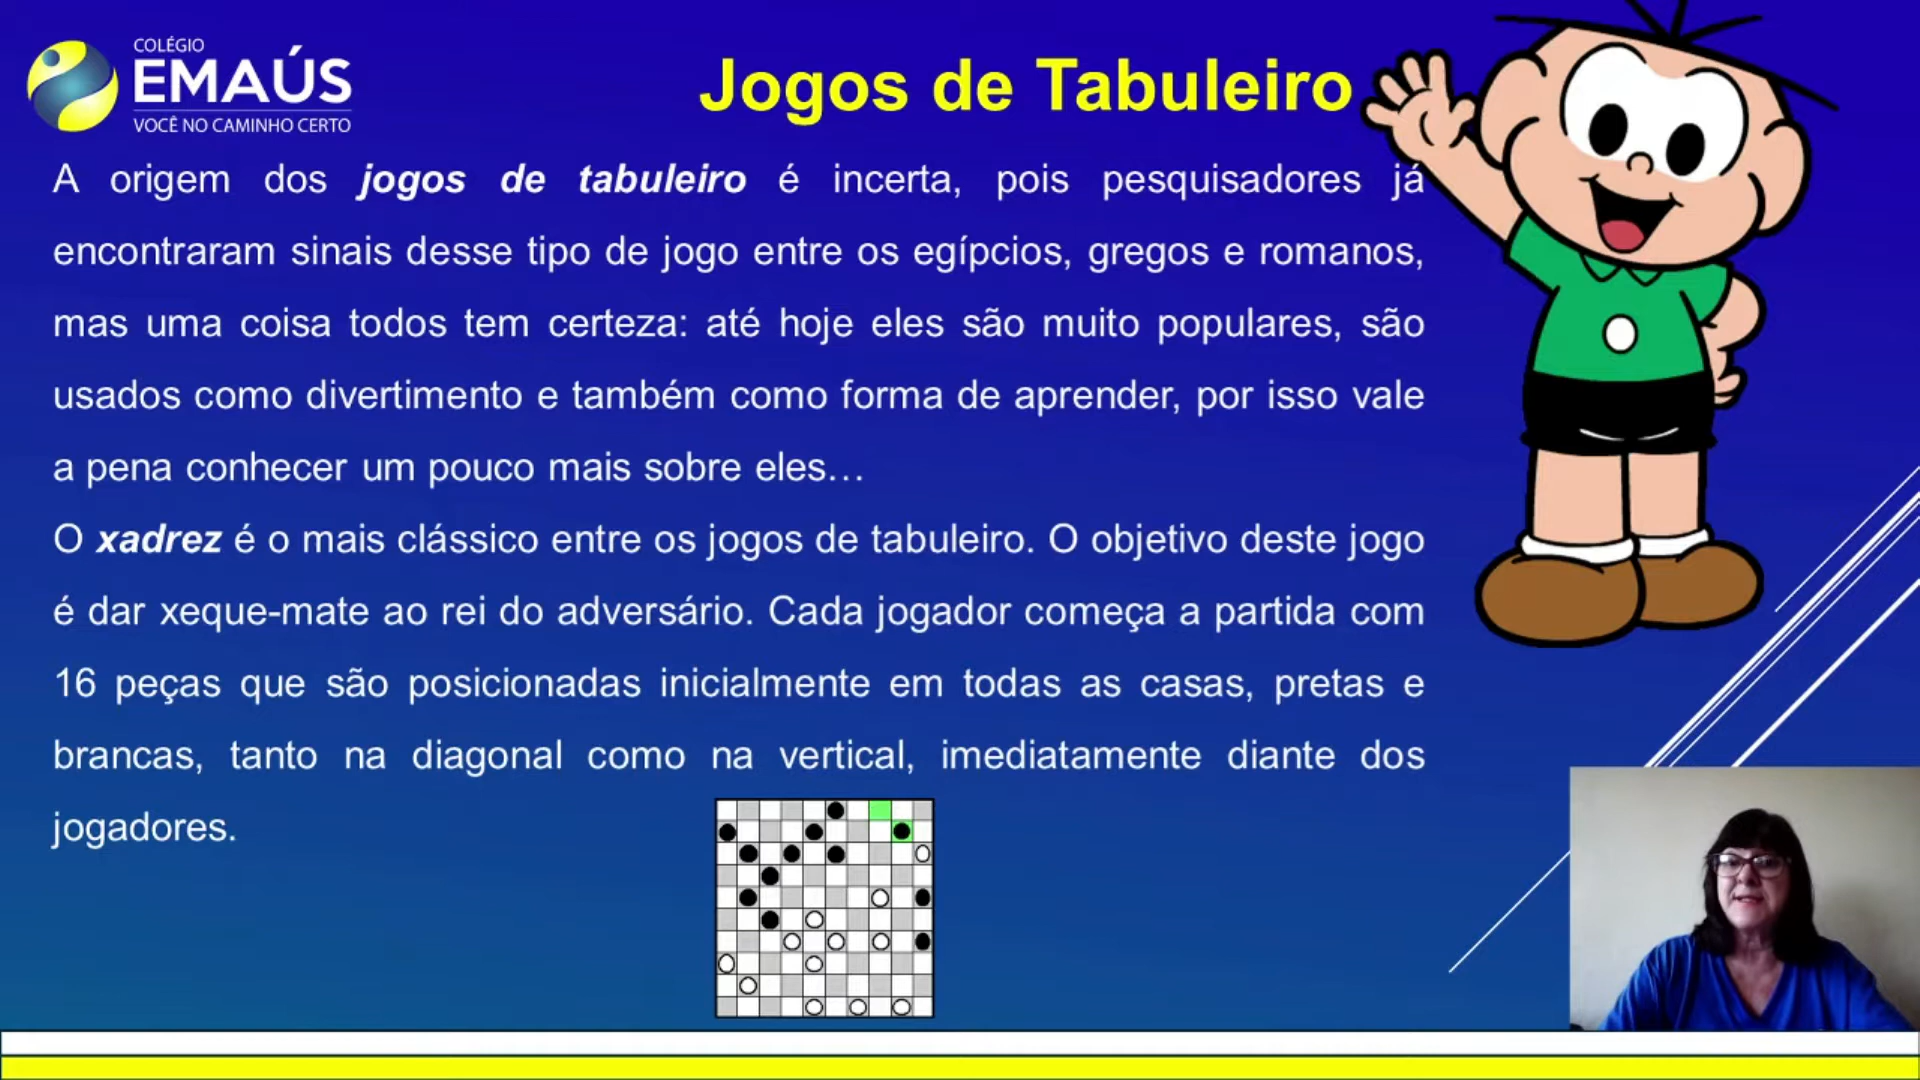 COLÉGIO
EMAÚS
VOCÊ NO CAMINHO CERTO
Jogos de Tabuleiro
A origem dos jogos de tabuleiro é incerta, pois pesquisadores já
encontraram sinais desse tipo de jogo entre os egípcios, gregos e romanos,
mas uma coisa todos tem certeza: até hoje eles são muito populares, são
usados como divertimento e também como forma de aprender, por isso vale
a pena conhecer um pouco mais sobre eles…
O xadrez é o mais clássico entre os jogos de tabuleiro. O objetivo deste jogo
é dar xeque-mate ao rei do adversário. Cada jogador começa a partida com
16 peças que são posicionadas inicialmente em todas as casas, pretas e
brancas, tanto na diagonal como na vertical, imediatamente diante dos
jogadores.